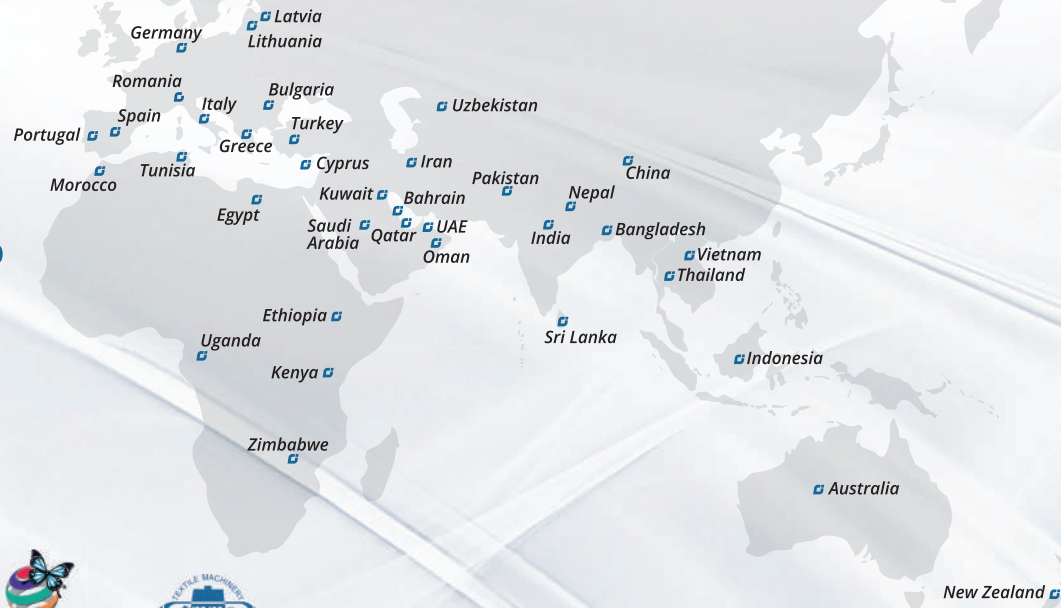 Latvia
Germany
Lithuania
Romania
Bulgaria
Italy
Uzbekistan
Spain
Turkey
Portugal
Greece
Iran
Cyprus
Tunisia
China
Pakistan
Morocco
Kuwait
Bahrain
Nepal
Egypt
Saudi
Arabia
Qatar
UAE
India
Bangladesh
Oman
Vietnam
Thailand
Ethiopia
Uganda
Sri Lanka
Indonesia
Kenya
Zimbabwe
Australia
TEXTILE MACHINERY
New Zealand